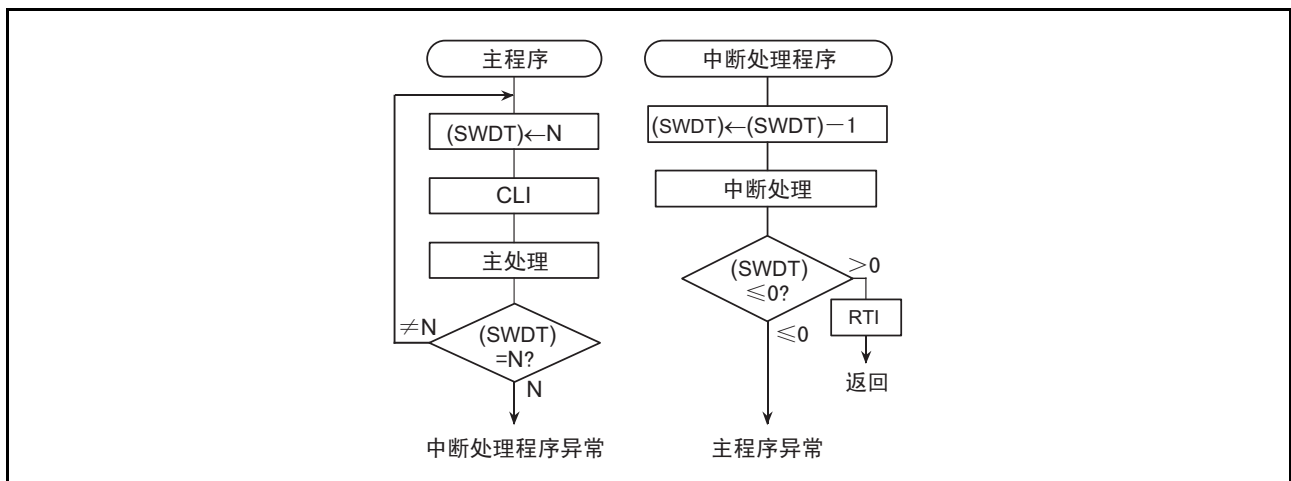 主程序
(SWDT)←N
CLI
主处理
≠N
(SWDT)
=N?
N
中断处理程序异常
中断处理程序
(SWDT)←(SWDT)－1
中断处理
(SWDT)
≤0?
＞0
RTI
≤0
返回
主程序异常